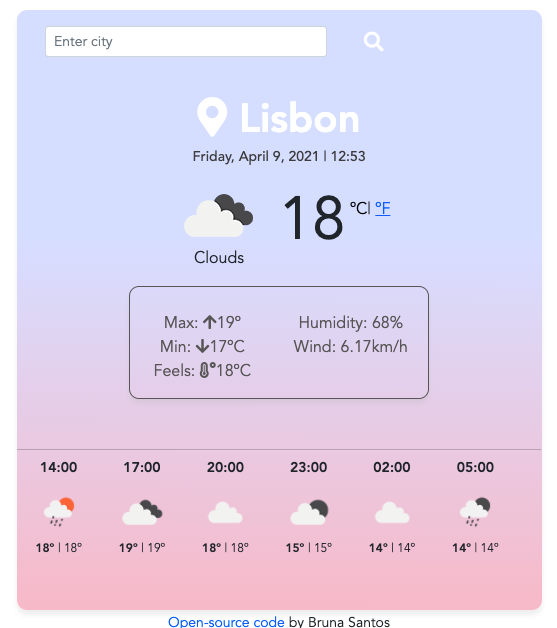 Enter city
Lisbon
Friday, April 9, 2021 | 12:53
18 °C| °F
Clouds
Max: 19° Humidity: 68%
Min: 17°C Wind: 6.17km/h
Feels: 18°C
14:00 17:00 20:00 23:00 02:00 05:00
18° | 18° 19° | 19° 18° | 18° 15° | 15° 14° | 14° 14° | 14°
Open-source code by Bruna Santos